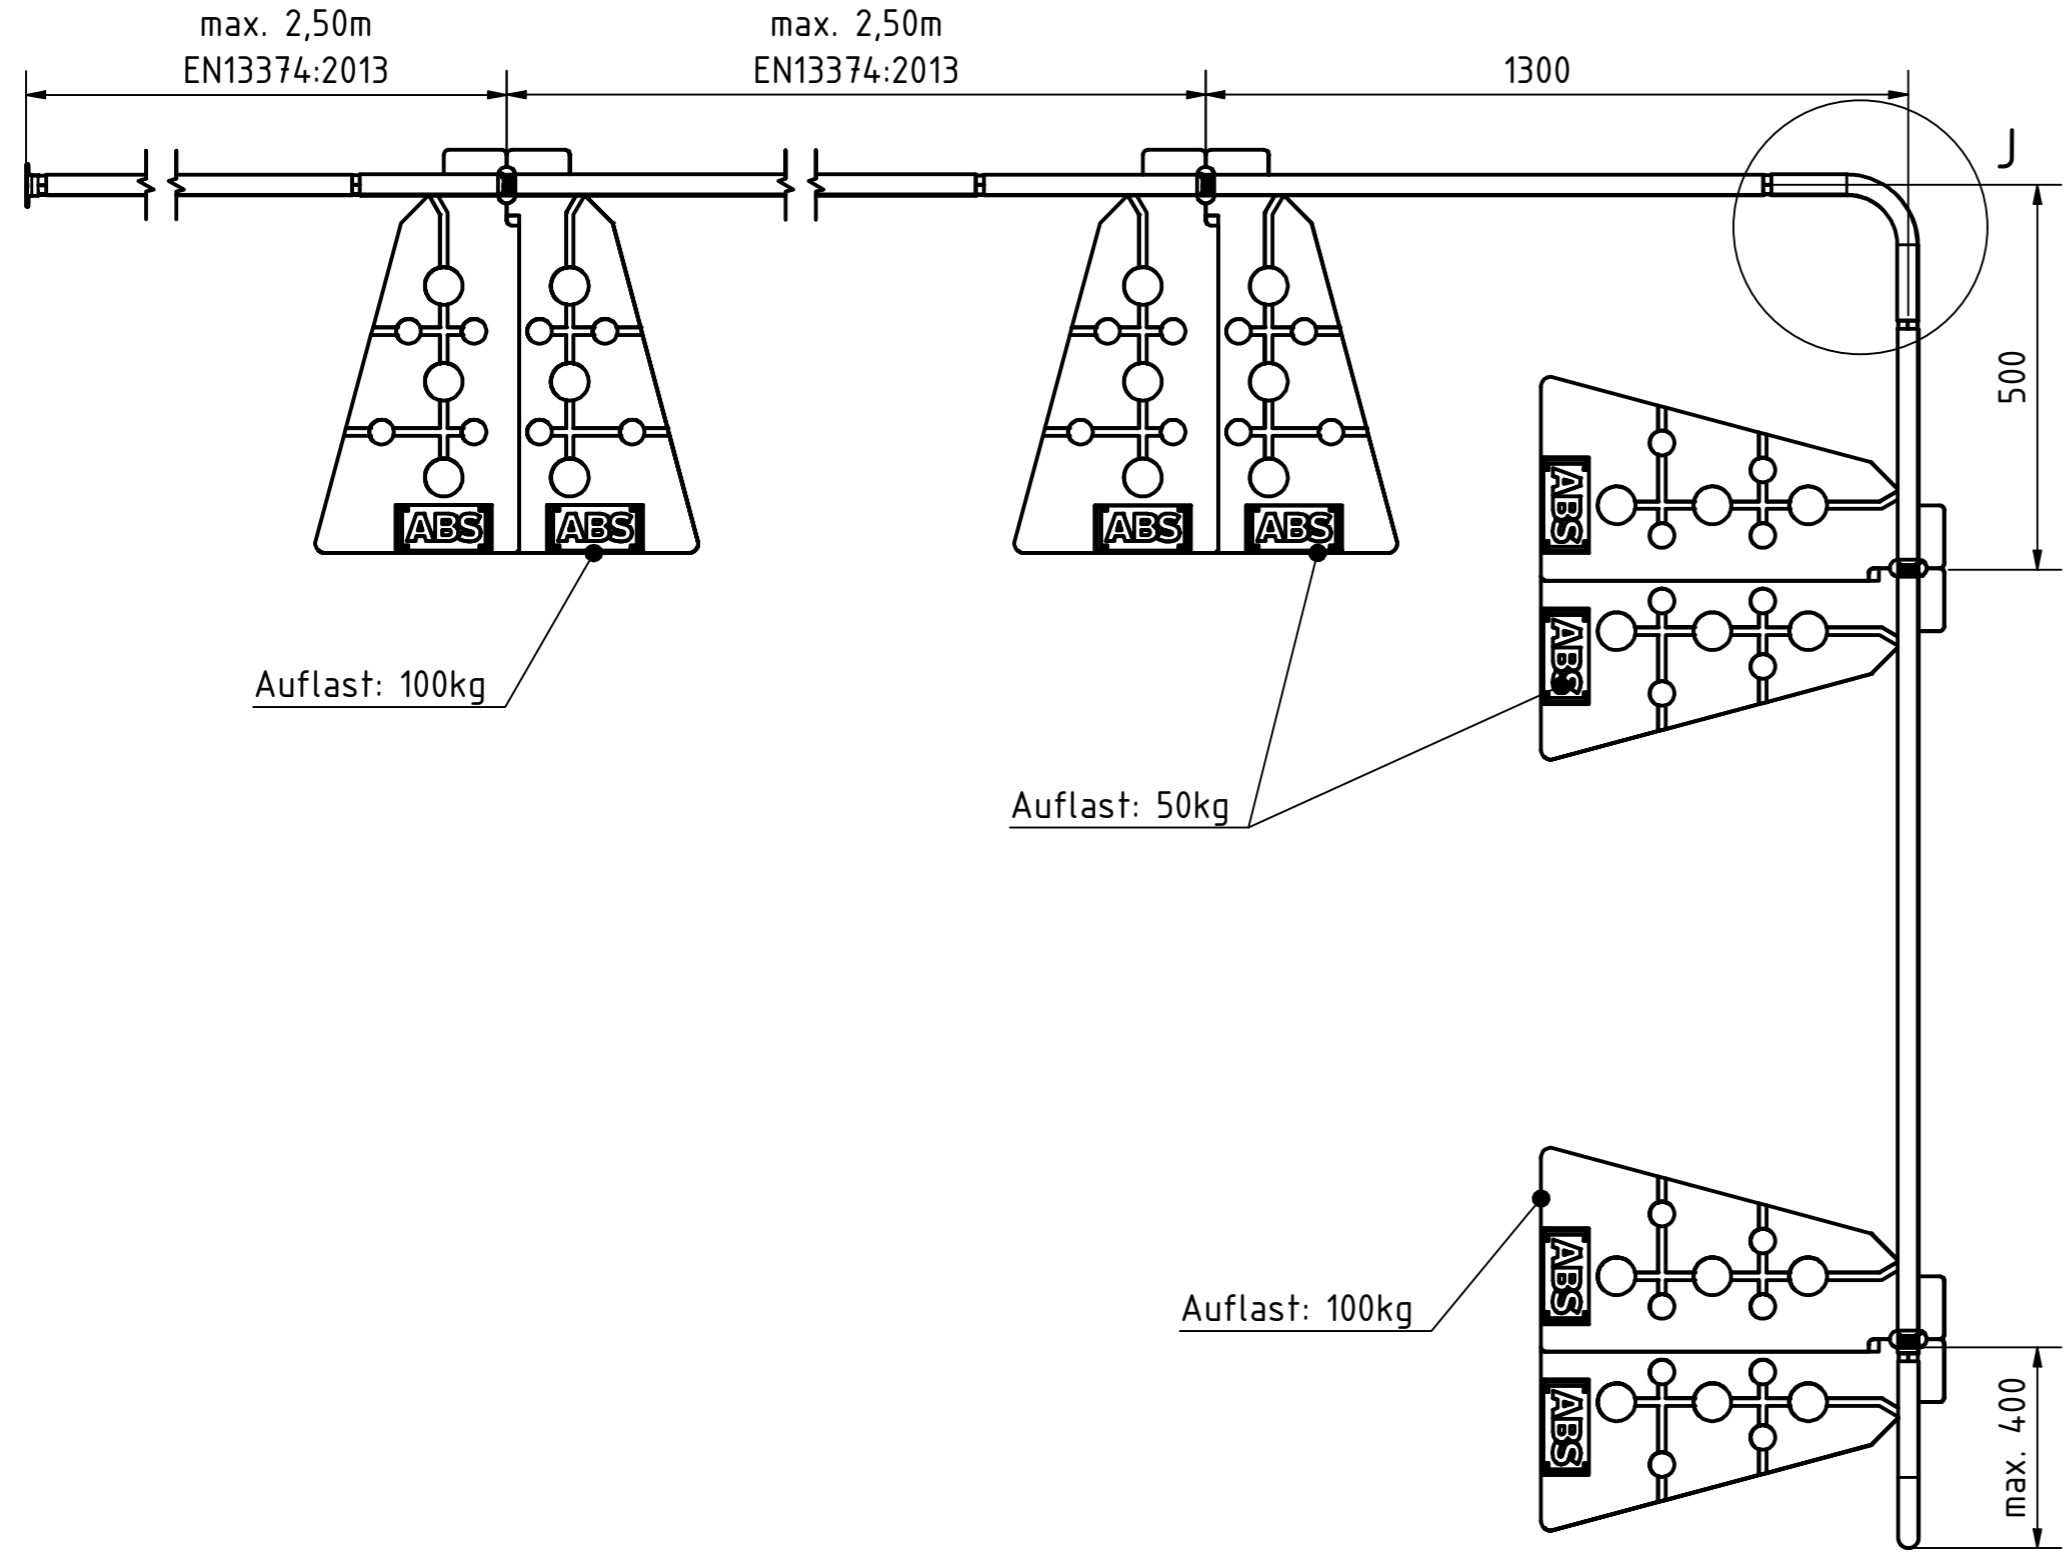 max. 2,50m
EN13374:2013
max. 2,50m
EN13374:2013
1300
J
500
ABS
ABS
ABS
ABS
ABS
ABS
Auflast: 100kg
Auflast: 50kg
ABS
Auflast: 100kg
ABS
max. 400